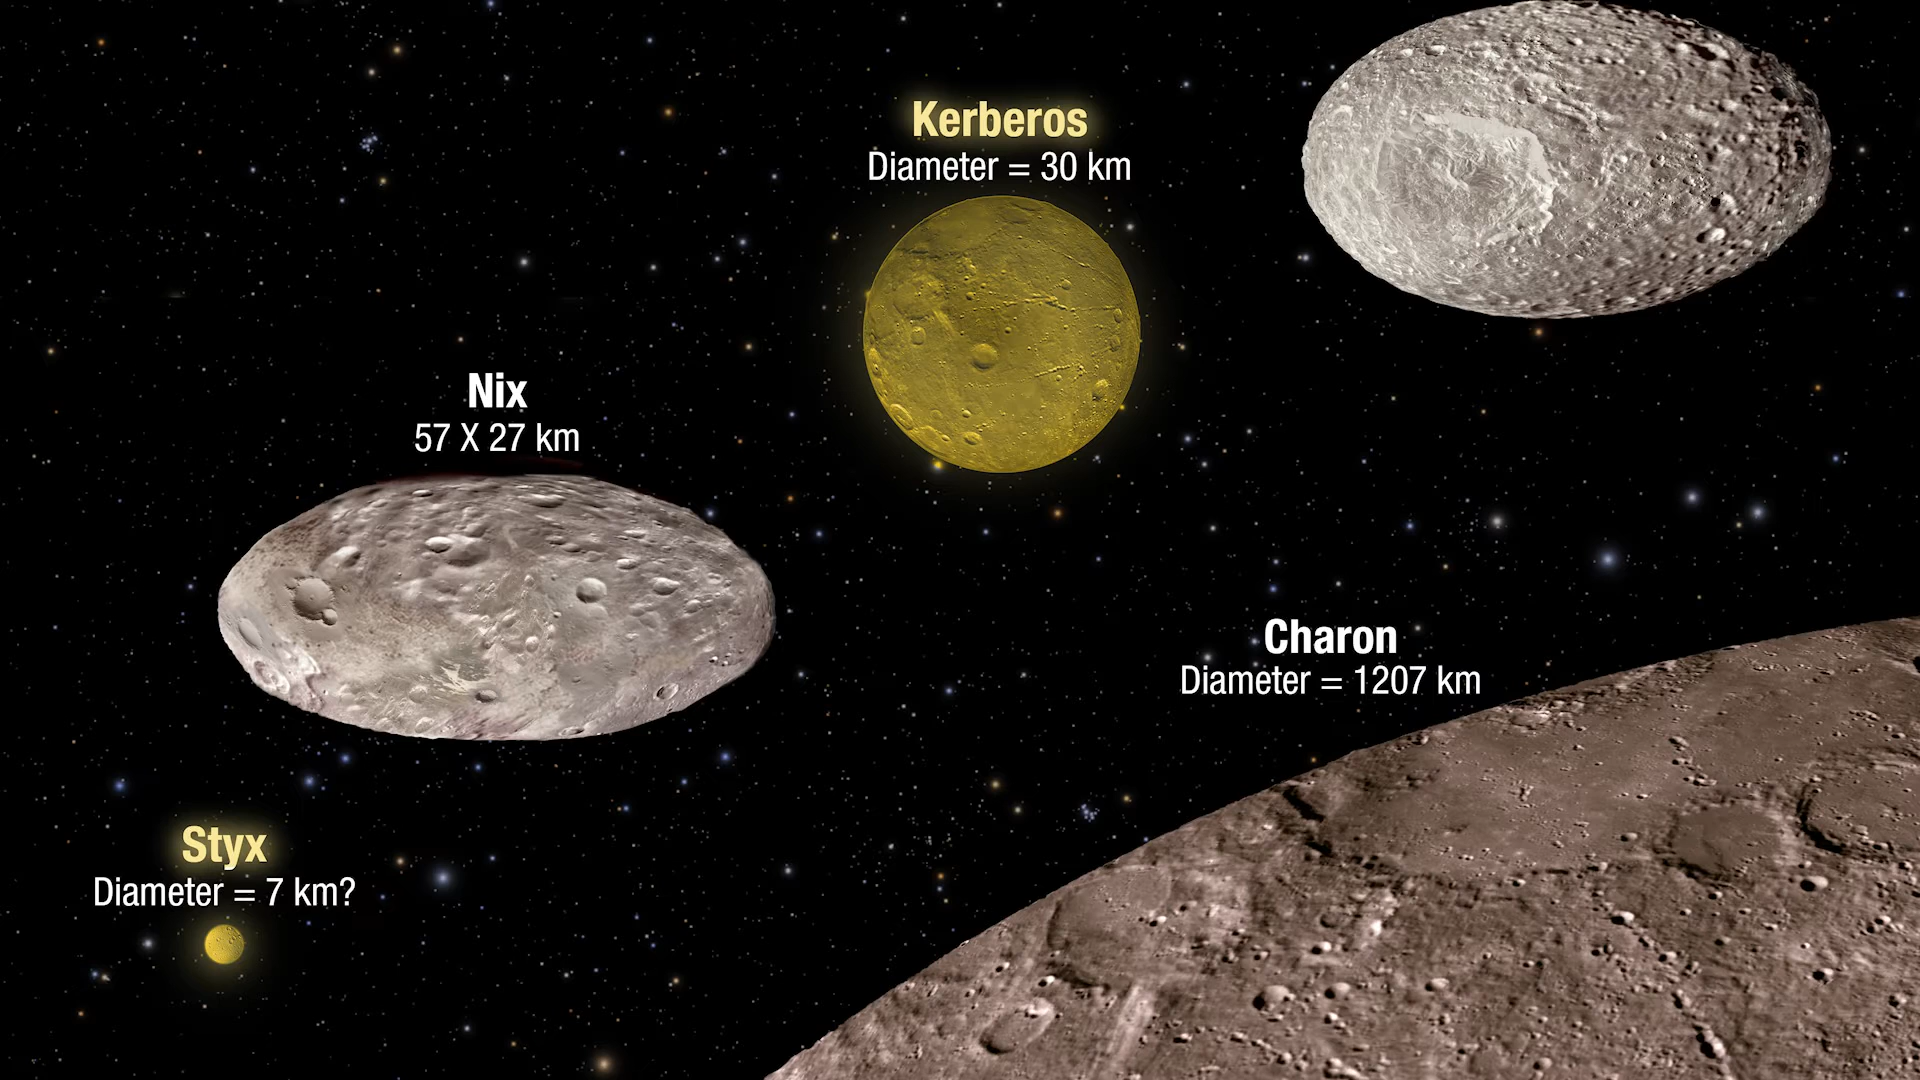 Kerberos
Diameter = 30 km
Nix
57 X 27 km
Charon
Diameter = 1207 km
Styx
Diameter = 7 km?